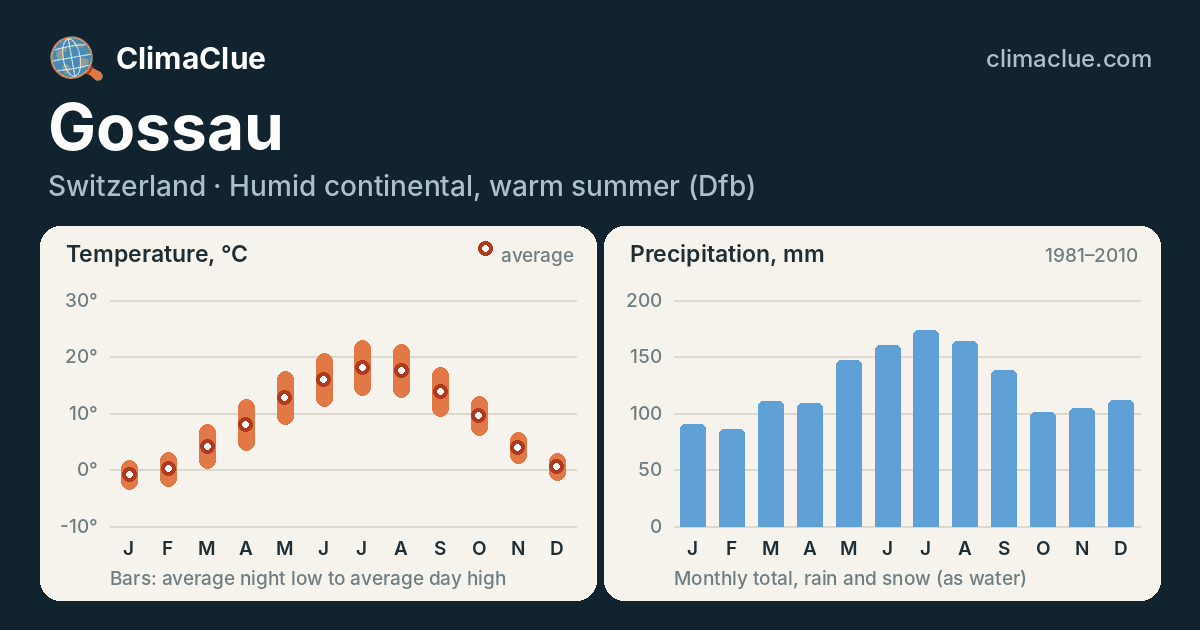 ClimaClue
climaclue.com
Gossau
Switzerland · Humid continental, warm summer (Dfb)
Temperature, °C
average
30°
20°
10°
0°
-10°
J F M A M J J A S O N D
Bars: average night low to average day high
Precipitation, mm
1981–2010
200
150
100
50
0
J F M A M J J A S O N D
Monthly total, rain and snow (as water)